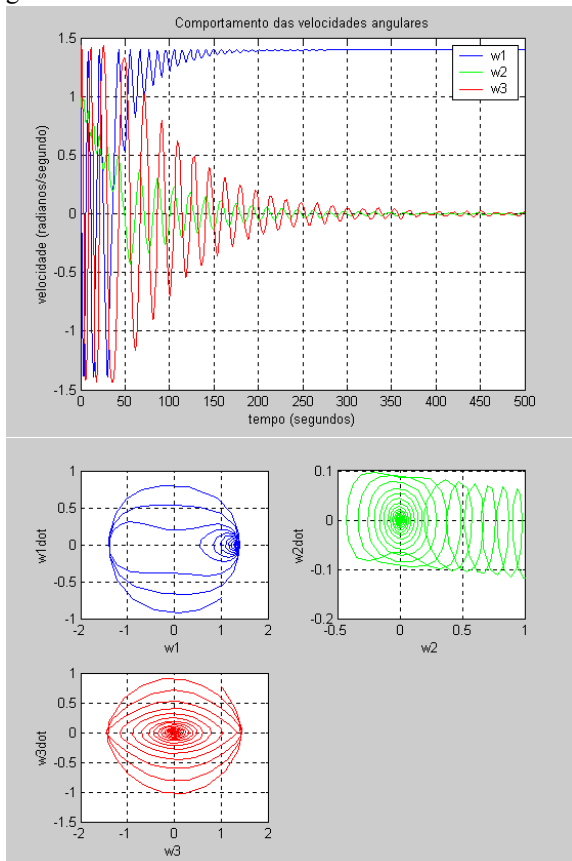 Comportamento das velocidades angulares
1.5
1
0.5
0
-0.5
-1
-1.5
velocidade (radianos/segundo)
w1
w2
w3
0 50 100 150 200 250 300 350 400 450 500
tempo (segundos)
1
0.5
0
-0.5
-1
w1dot
-2 -1 0 1 2
w1
0.1
0
-0.1
-0.2
w2dot
-0.5 0 0.5 1
w2
1
0.5
0
-0.5
-1
-1.5
w3dot
-2 -1 0 1 2
w3